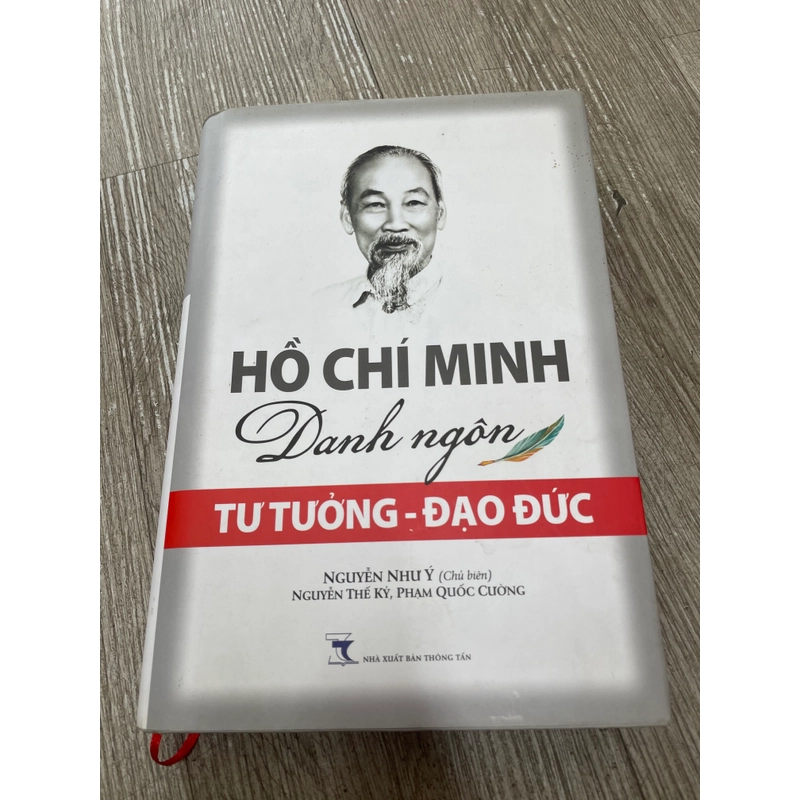 HỒ CHÍ MINH
Danh ngôn
TƯ TƯỞNG - ĐẠO ĐỨC
NGUYỄN NHƯ Ý (Chủ biên)
NGUYỄN THẾ KỶ, PHẠM QUỐC CƯỜNG
NHÀ XUẤT BẢN THÔNG TẤN